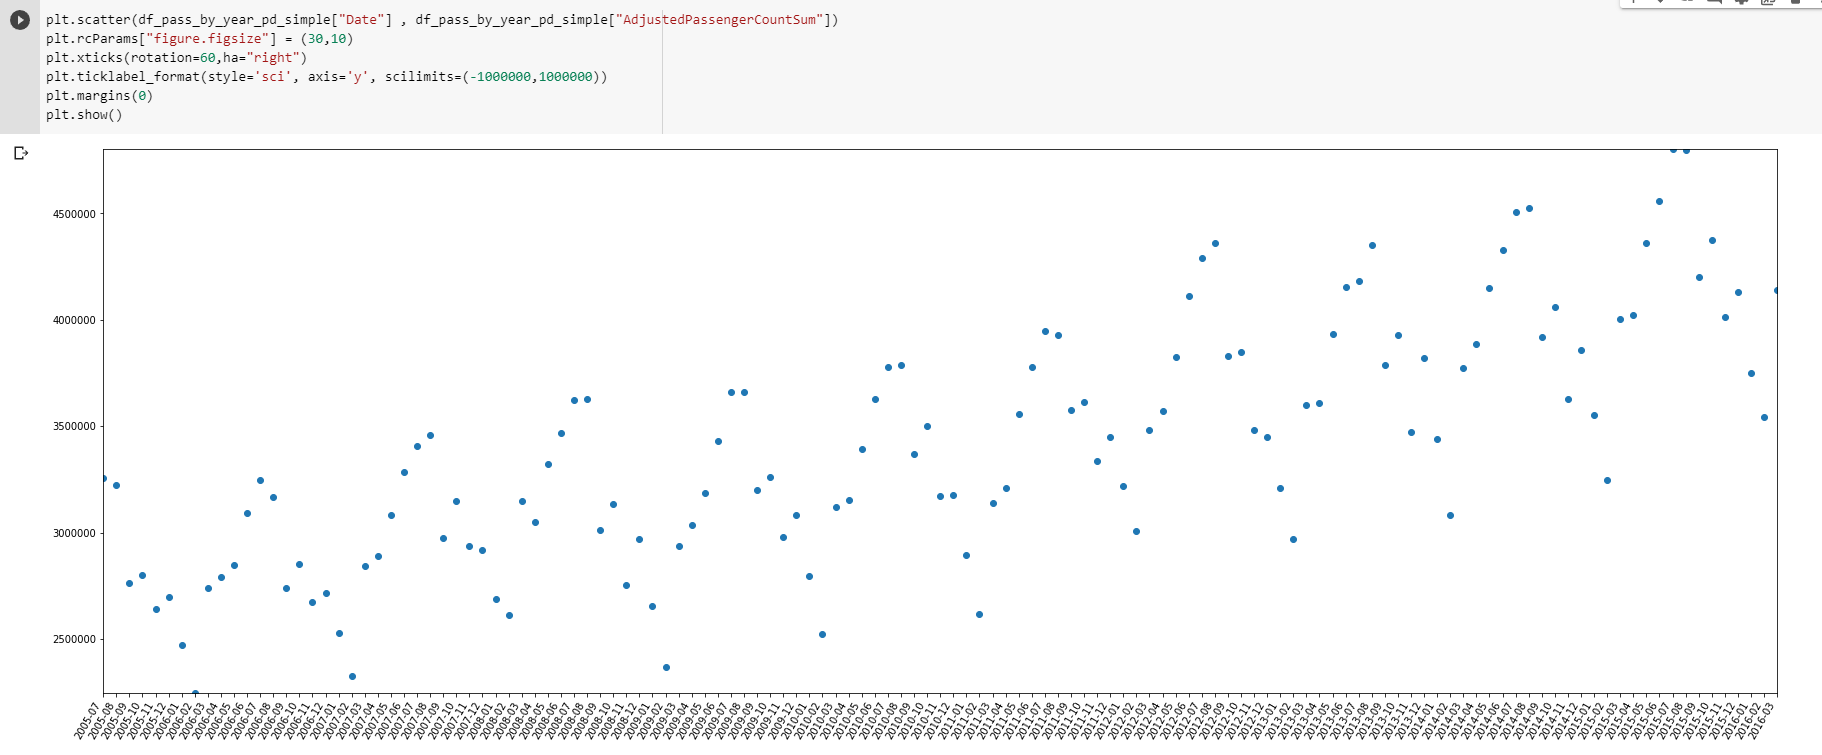 plt.scatter(df_pass_by_year_pd_simple["Date"] , df_pass_by_year_pd_simple["AdjustedPassengerCountSum"])
plt.rcParams["figure.figsize"] = (30,10)
plt.xticks(rotation=60,ha="right")
plt.ticklabel_format(style='sci', axis='y', scilimits=(-1000000,1000000))
plt.margins(0)
plt.show()
4500000
4000000
3500000
3000000
2500000
2005-07 2005-08 2005-09 2005-10 2005-11 2005-12 2006-01 2006-02 2006-03 2006-04 2006-05 2006-06 2006-07 2006-08 2006-09 2006-10 2006-11 2006-12 2007-01 2007-02 2007-03 2007-04 2007-05 2007-06 2007-07 2007-08 2007-09 2007-10 2007-11 2007-12 2008-01 2008-02 2008-03 2008-04 2008-05 2008-06 2008-07 2008-08 2008-09 2008-10 2008-11 2008-12 2009-01 2009-02 2009-03 2009-04 2009-05 2009-06 2009-07 2009-08 2009-09 2009-10 2009-11 2009-12 2010-01 2010-02 2010-03 2010-04 2010-05 2010-06 2010-07 2010-08 2010-09 2010-10 2010-11 2010-12 2011-01 2011-02 2011-03 2011-04 2011-05 2011-06 2011-07 2011-08 2011-09 2011-10 2011-11 2011-12 2012-01 2012-02 2012-03 2012-04 2012-05 2012-06 2012-07 2012-08 2012-09 2012-10 2012-11 2012-12 2013-01 2013-02 2013-03 2013-04 2013-05 2013-06 2013-07 2013-08 2013-09 2013-10 2013-11 2013-12 2014-01 2014-02 2014-03 2014-04 2014-05 2014-06 2014-07 2014-08 2014-09 2014-10 2014-11 2014-12 2015-01 2015-02 2015-03 2015-04 2015-05 2015-06 2015-07 2015-08 2015-09 2015-10 2015-11 2015-12 2016-01 2016-02 2016-03